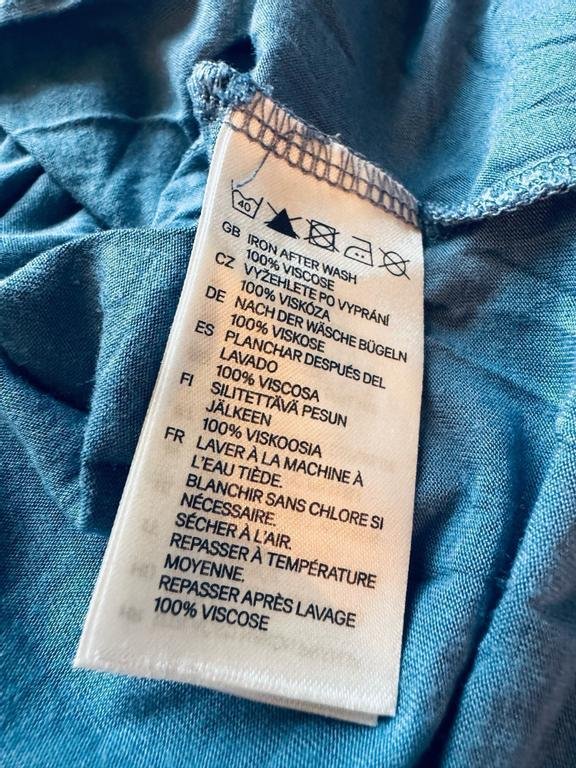 40
GB IRON AFTER WASH
100% VISCOSE
CZ VYŽEHLETE PO VYPRÁNÍ
100% VISKÓZA
DE NACH DER WÄSCHE BÜGELN
100% VISKOSE
ES PLANCHAR DESPUÉS DEL
LAVADO
100% VISCOSA
FI SILITETTÄVÄ PESUN
JÄLKEEN
100% VISKOOSIA
FR LAVER À LA MACHINE À
L'EAU TIÈDE.
BLANCHIR SANS CHLORE SI
NÉCESSAIRE.
SÉCHER À L'AIR.
REPASSER À TEMPÉRATURE
MOYENNE.
REPASSER APRÈS LAVAGE
100% VISCOSE